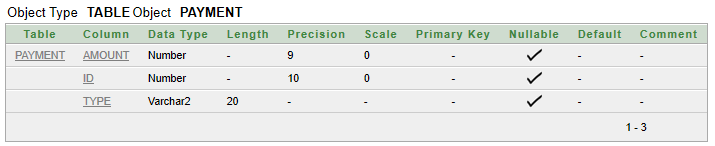 Object Type TABLE Object PAYMENT
Table Column Data Type Length Precision Scale Primary Key Nullable Default Comment
PAYMENT AMOUNT Number - 9 0 - ✓ - -
ID Number - 10 0 - ✓ - -
TYPE Varchar2 20 - - - ✓ - -
1 - 3